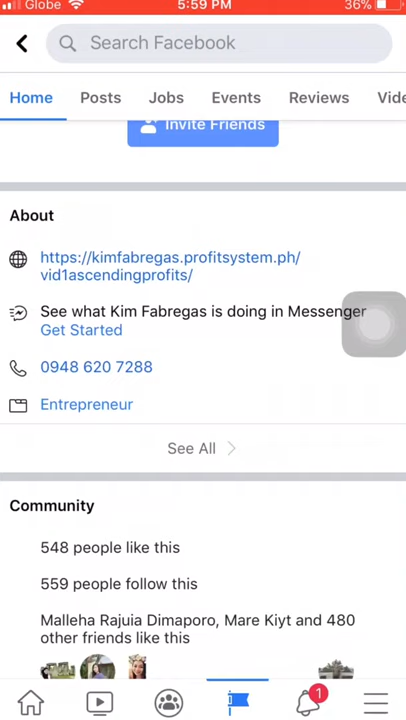 Globe 5:59 PM 36%
Search Facebook
Home Posts Jobs Events Reviews Vide
Invite Friends
About
https://kimfabregas.profitsystem.ph/
vid1ascendingprofits/
See what Kim Fabregas is doing in Messenger
Get Started
0948 620 7288
Entrepreneur
See All
Community
548 people like this
559 people follow this
Malleha Rajuia Dimaporo, Mare Kiyt and 480
other friends like this
1